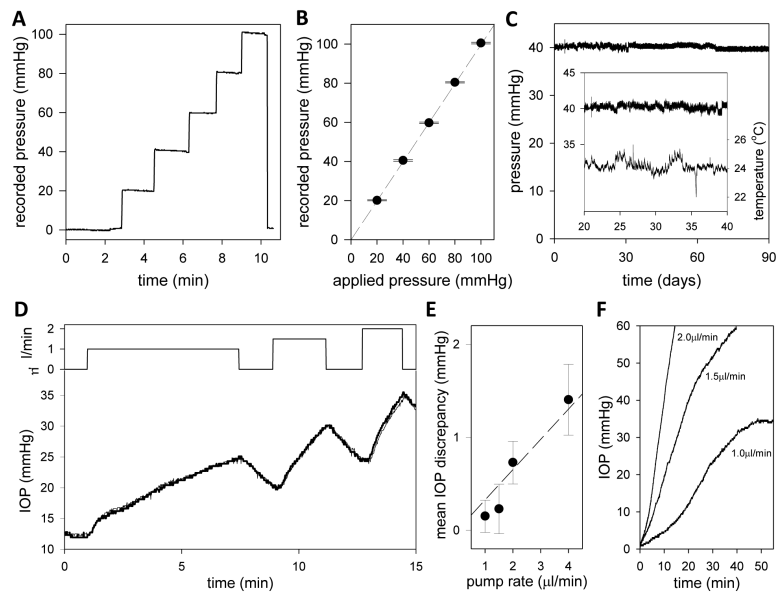 A
recorded pressure (mmHg)
100
80
60
40
20
0
0 2 4 6 8 10
time (min)
B
recorded pressure (mmHg)
100
80
60
40
20
0
20 40 60 80 100
applied pressure (mmHg)
C
pressure (mmHg)
50
40
30
20
10
0
0 30 60 90
time (days)
45
40
35
20 25 30 35 40
26
24
22
temperature (°C)
D
η l/min
2
1
0
IOP (mmHg)
35
30
25
20
15
10
0 5 10 15
time (min)
E
mean IOP discrepancy (mmHg)
2
1
0
1 2 3 4
pump rate (μl/min)
F
IOP (mmHg)
60
50
40
30
20
10
0
2.0μl/min
1.5μl/min
1.0μl/min
0 10 20 30 40 50
time (min)